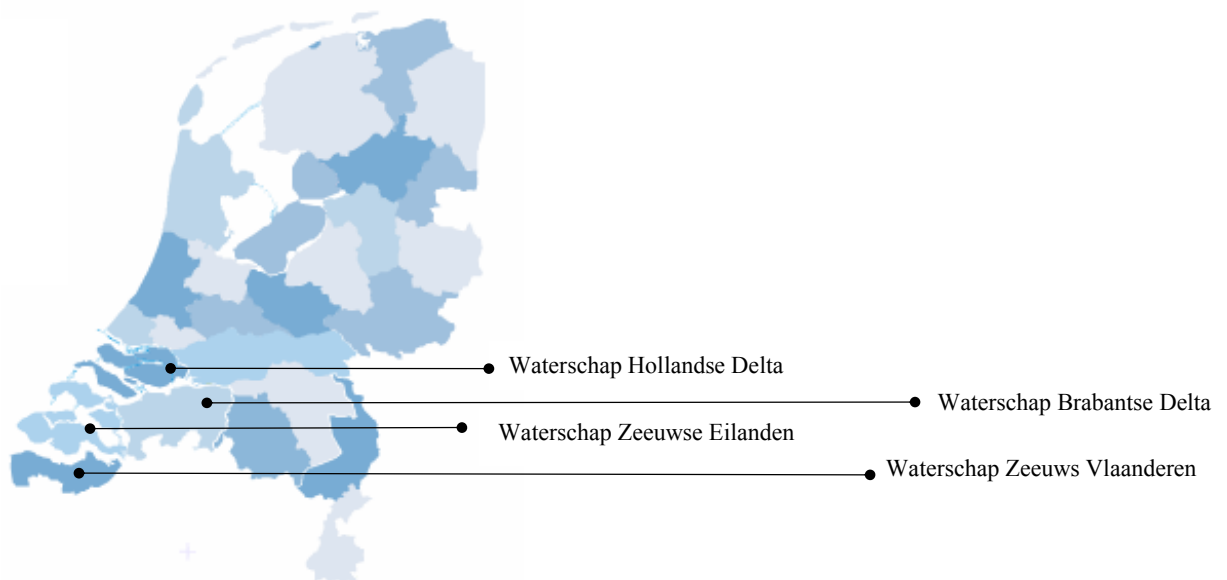 Waterschap Hollandse Delta
Waterschap Brabantse Delta
Waterschap Zeeuwse Eilanden
Waterschap Zeeuws Vlaanderen